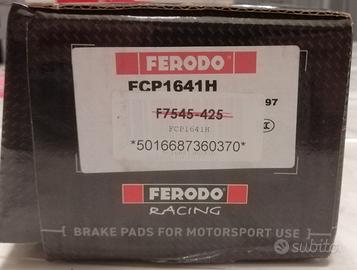 FERODO
FCP1641H
97
F7545-425
FCP1641H
*5016687360370*
FERODO
RACING
BRAKE PADS FOR MOTORSPORT USE
subito